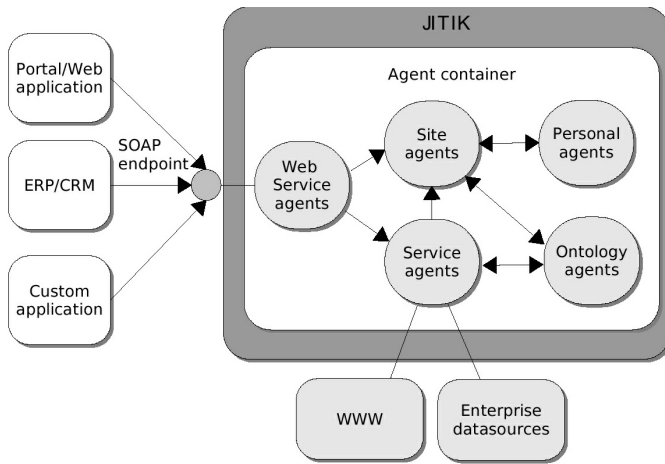 JITIK
Agent container
Portal/Web
application
SOAP
endpoint
ERP/CRM
Custom
application
Web
Service
agents
Site
agents
Personal
agents
Service
agents
Ontology
agents
WWW
Enterprise
datasources